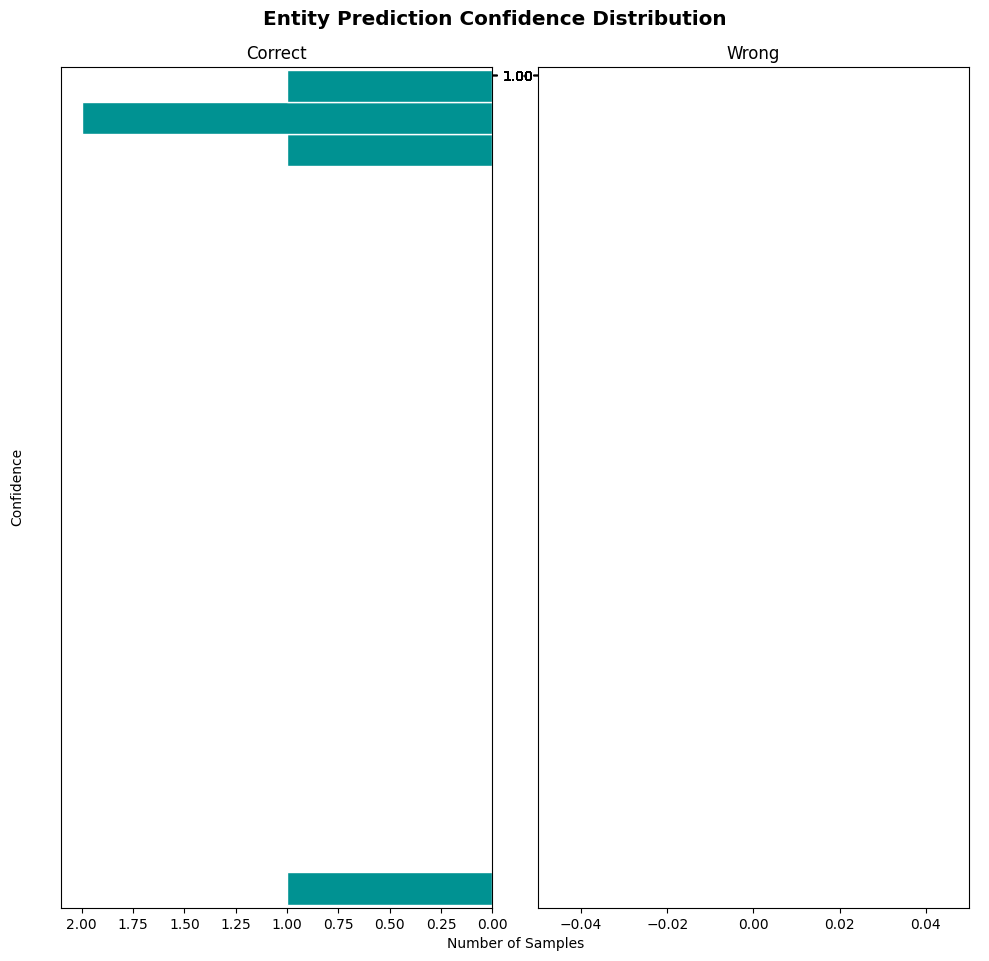 Entity Prediction Confidence Distribution
Correct
Wrong
1.00
Confidence
2.00 1.75 1.50 1.25 1.00 0.75 0.50 0.25 0.00
−0.04 −0.02 0.00 0.02 0.04
Number of Samples